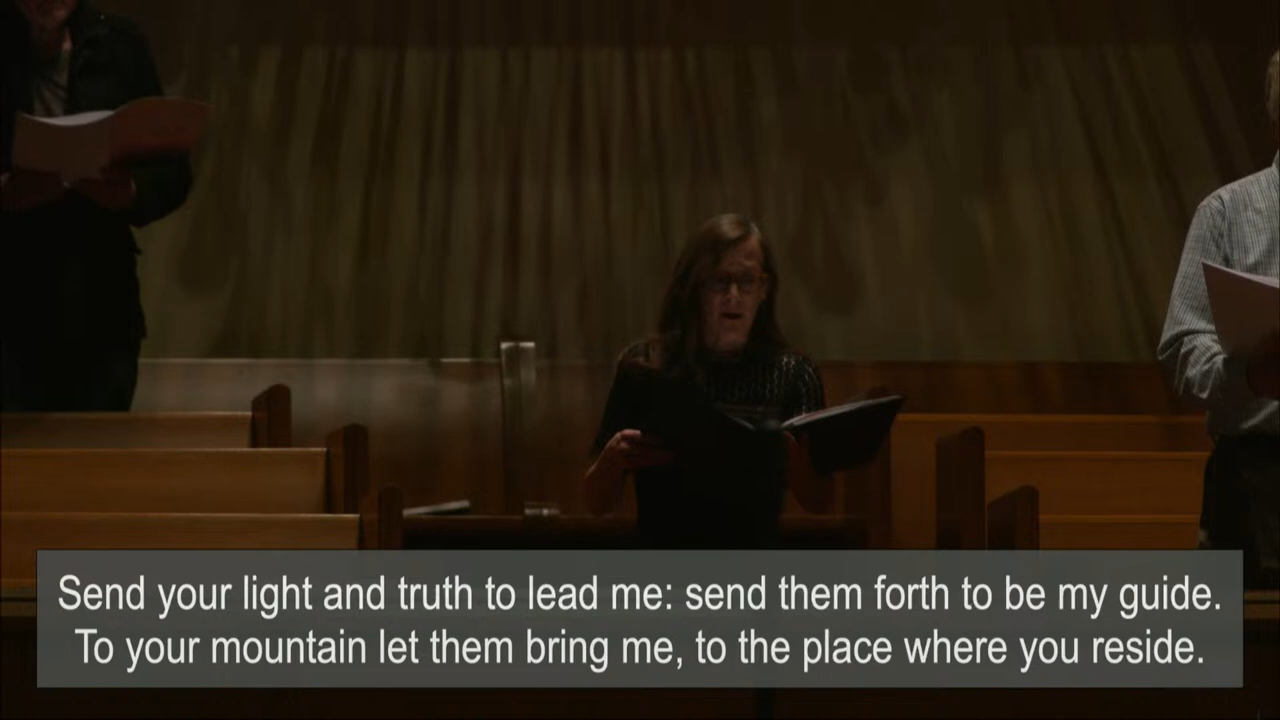 Send your light and truth to lead me: send them forth to be my guide.
To your mountain let them bring me, to the place where you reside.